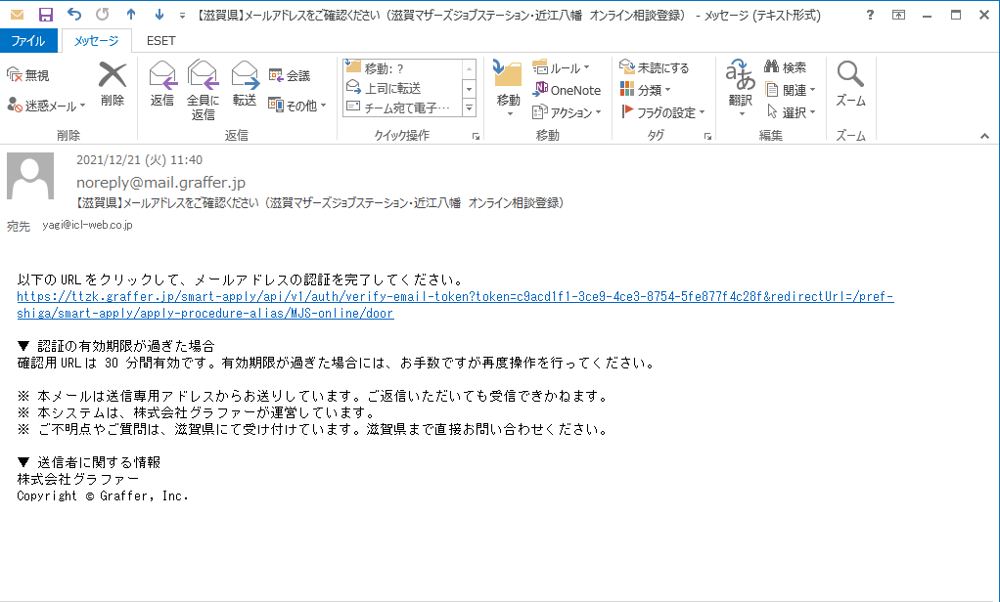 【滋賀県】メールアドレスをご確認ください（滋賀マザーズジョブステーション・近江八幡 オンライン相談登録） - メッセージ (テキスト形式)
ファイル メッセージ ESET
無視
迷惑メール
削除
返信
全員に
返信
転送
会議
その他
移動: ?
上司に転送
チーム宛て電子…
移動
ルール
OneNote
アクション
未読にする
分類
フラグの設定
あ
翻訳
検索
関連
選択
ズーム
削除 返信 クイック操作 移動 タグ 編集 ズーム
2021/12/21 (火) 11:40
noreply@mail.graffer.jp
【滋賀県】メールアドレスをご確認ください（滋賀マザーズジョブステーション・近江八幡 オンライン相談登録）
宛先 yagi@icl-web.co.jp
以下のURLをクリックして、メールアドレスの認証を完了してください。
https://ttzk.graffer.jp/smart-apply/api/v1/auth/verify-email-token?token=c9acd1f1-3ce9-4ce3-8754-5fe877f4c28f&redirectUrl=/pref-
shiga/smart-apply/apply-procedure-alias/MJS-online/door
▼ 認証の有効期限が過ぎた場合
確認用URLは 30 分間有効です。有効期限が過ぎた場合には、お手数ですが再度操作を行ってください。
※ 本メールは送信専用アドレスからお送りしています。ご返信いただいても受信できかねます。
※ 本システムは、株式会社グラファーが運営しています。
※ ご不明点やご質問は、滋賀県にて受け付けています。滋賀県まで直接お問い合わせください。
▼ 送信者に関する情報
株式会社グラファー
Copyright © Graffer, Inc.